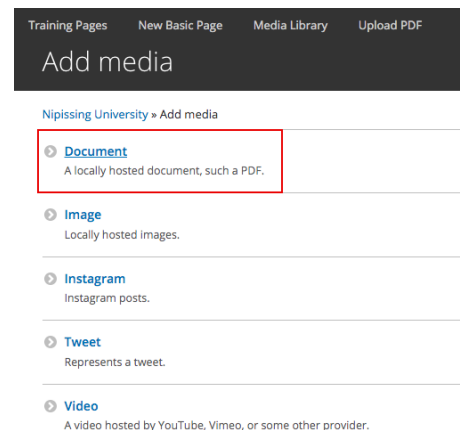 Training Pages New Basic Page Media Library Upload PDF
Add media
Nipissing University » Add media
Document
A locally hosted document, such a PDF.
Image
Locally hosted images.
Instagram
Instagram posts.
Tweet
Represents a tweet.
Video
A video hosted by YouTube, Vimeo, or some other provider.